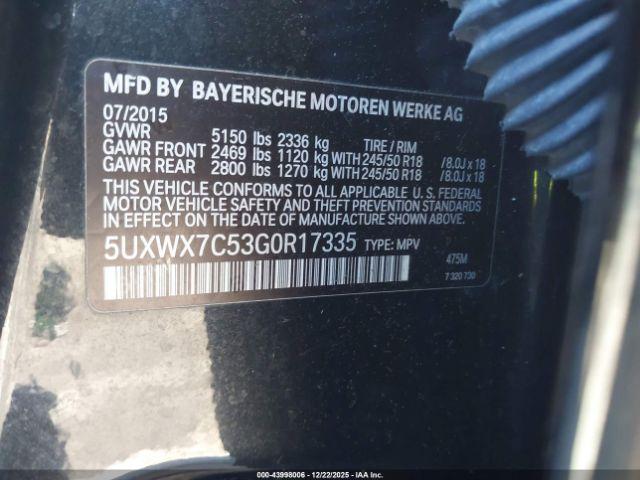 MFD BY BAYERISCHE MOTOREN WERKE AG
07/2015
GVWR 5150 lbs 2336 kg TIRE / RIM
GAWR FRONT 2469 lbs 1120 kg WITH 245/50 R18 / 8.0J x 18
GAWR REAR 2800 lbs 1270 kg WITH 245/50 R18 / 8.0J x 18
THIS VEHICLE CONFORMS TO ALL APPLICABLE U. S. FEDERAL
MOTOR VEHICLE SAFETY AND THEFT PREVENTION STANDARDS
IN EFFECT ON THE DATE OF MANUFACTURE SHOWN ABOVE.
5UXWX7C53G0R17335 TYPE: MPV 475M
7 320 730
000-43998006 • 12/22/2025 • IAA Inc.